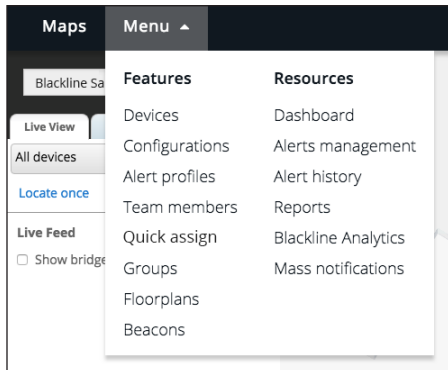 Maps
Menu
Blackline Sa
Live View
All devices
Locate once
Live Feed
Show bridge
Features
Devices
Configurations
Alert profiles
Team members
Quick assign
Groups
Floorplans
Beacons
Resources
Dashboard
Alerts management
Alert history
Reports
Blackline Analytics
Mass notifications